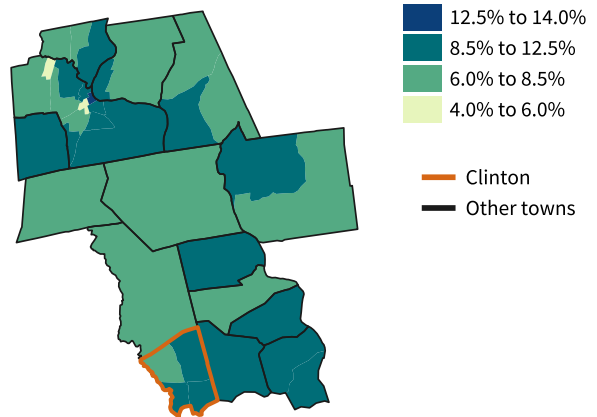 12.5% to 14.0%
8.5% to 12.5%
6.0% to 8.5%
4.0% to 6.0%
Clinton
Other towns